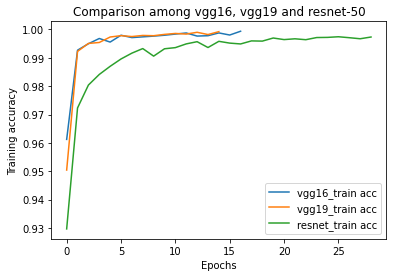 Comparison among vgg16, vgg19 and resnet-50
1.00
0.99
0.98
0.97
0.96
0.95
0.94
0.93
Training accuracy
vgg16_train acc
vgg19_train acc
resnet_train acc
0
5
10
15
20
25
Epochs